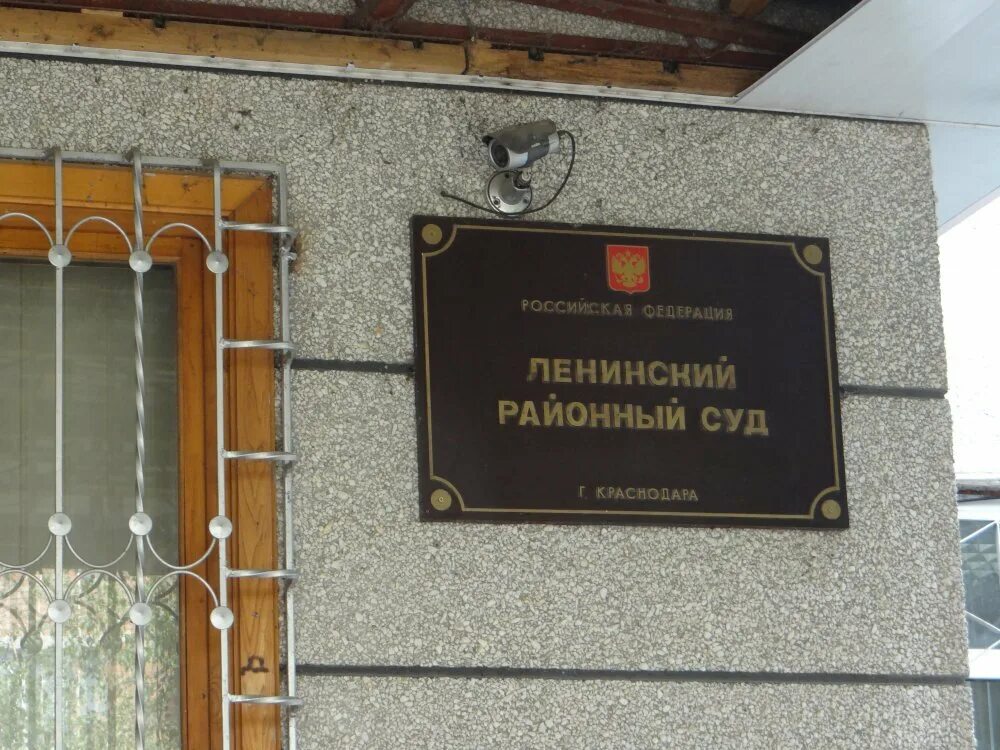 РОССИЙСКАЯ ФЕДЕРАЦИЯ
ЛЕНИНСКИЙ
РАЙОННЫЙ СУД
Г. КРАСНОДАРА